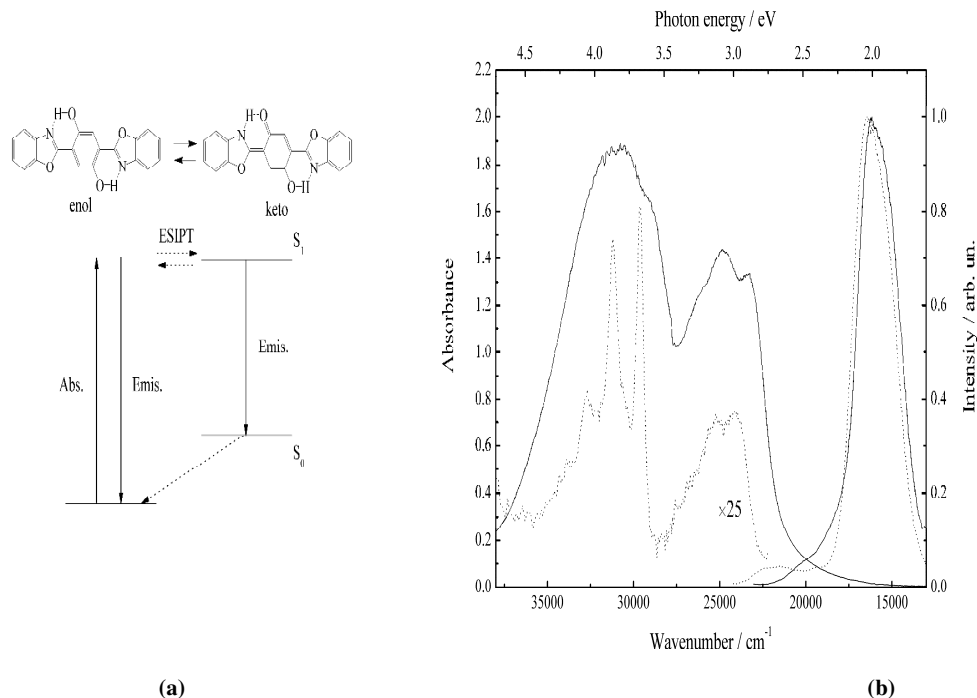 H-O
N
O
O
N
O-H
enol
H-O
N
O
O
N
O-H
keto
ESIPT
S1
Abs.
Emis.
Emis.
S0
(a)
Photon energy / eV
4.5 4.0 3.5 3.0 2.5 2.0
Absorbance
2.2
2.0
1.8
1.6
1.4
1.2
1.0
0.8
0.6
0.4
0.2
0.0
×25
1.0
0.8
0.6
0.4
0.2
0.0
Intensity / arb. un.
35000 30000 25000 20000 15000
Wavenumber / cm-1
(b)